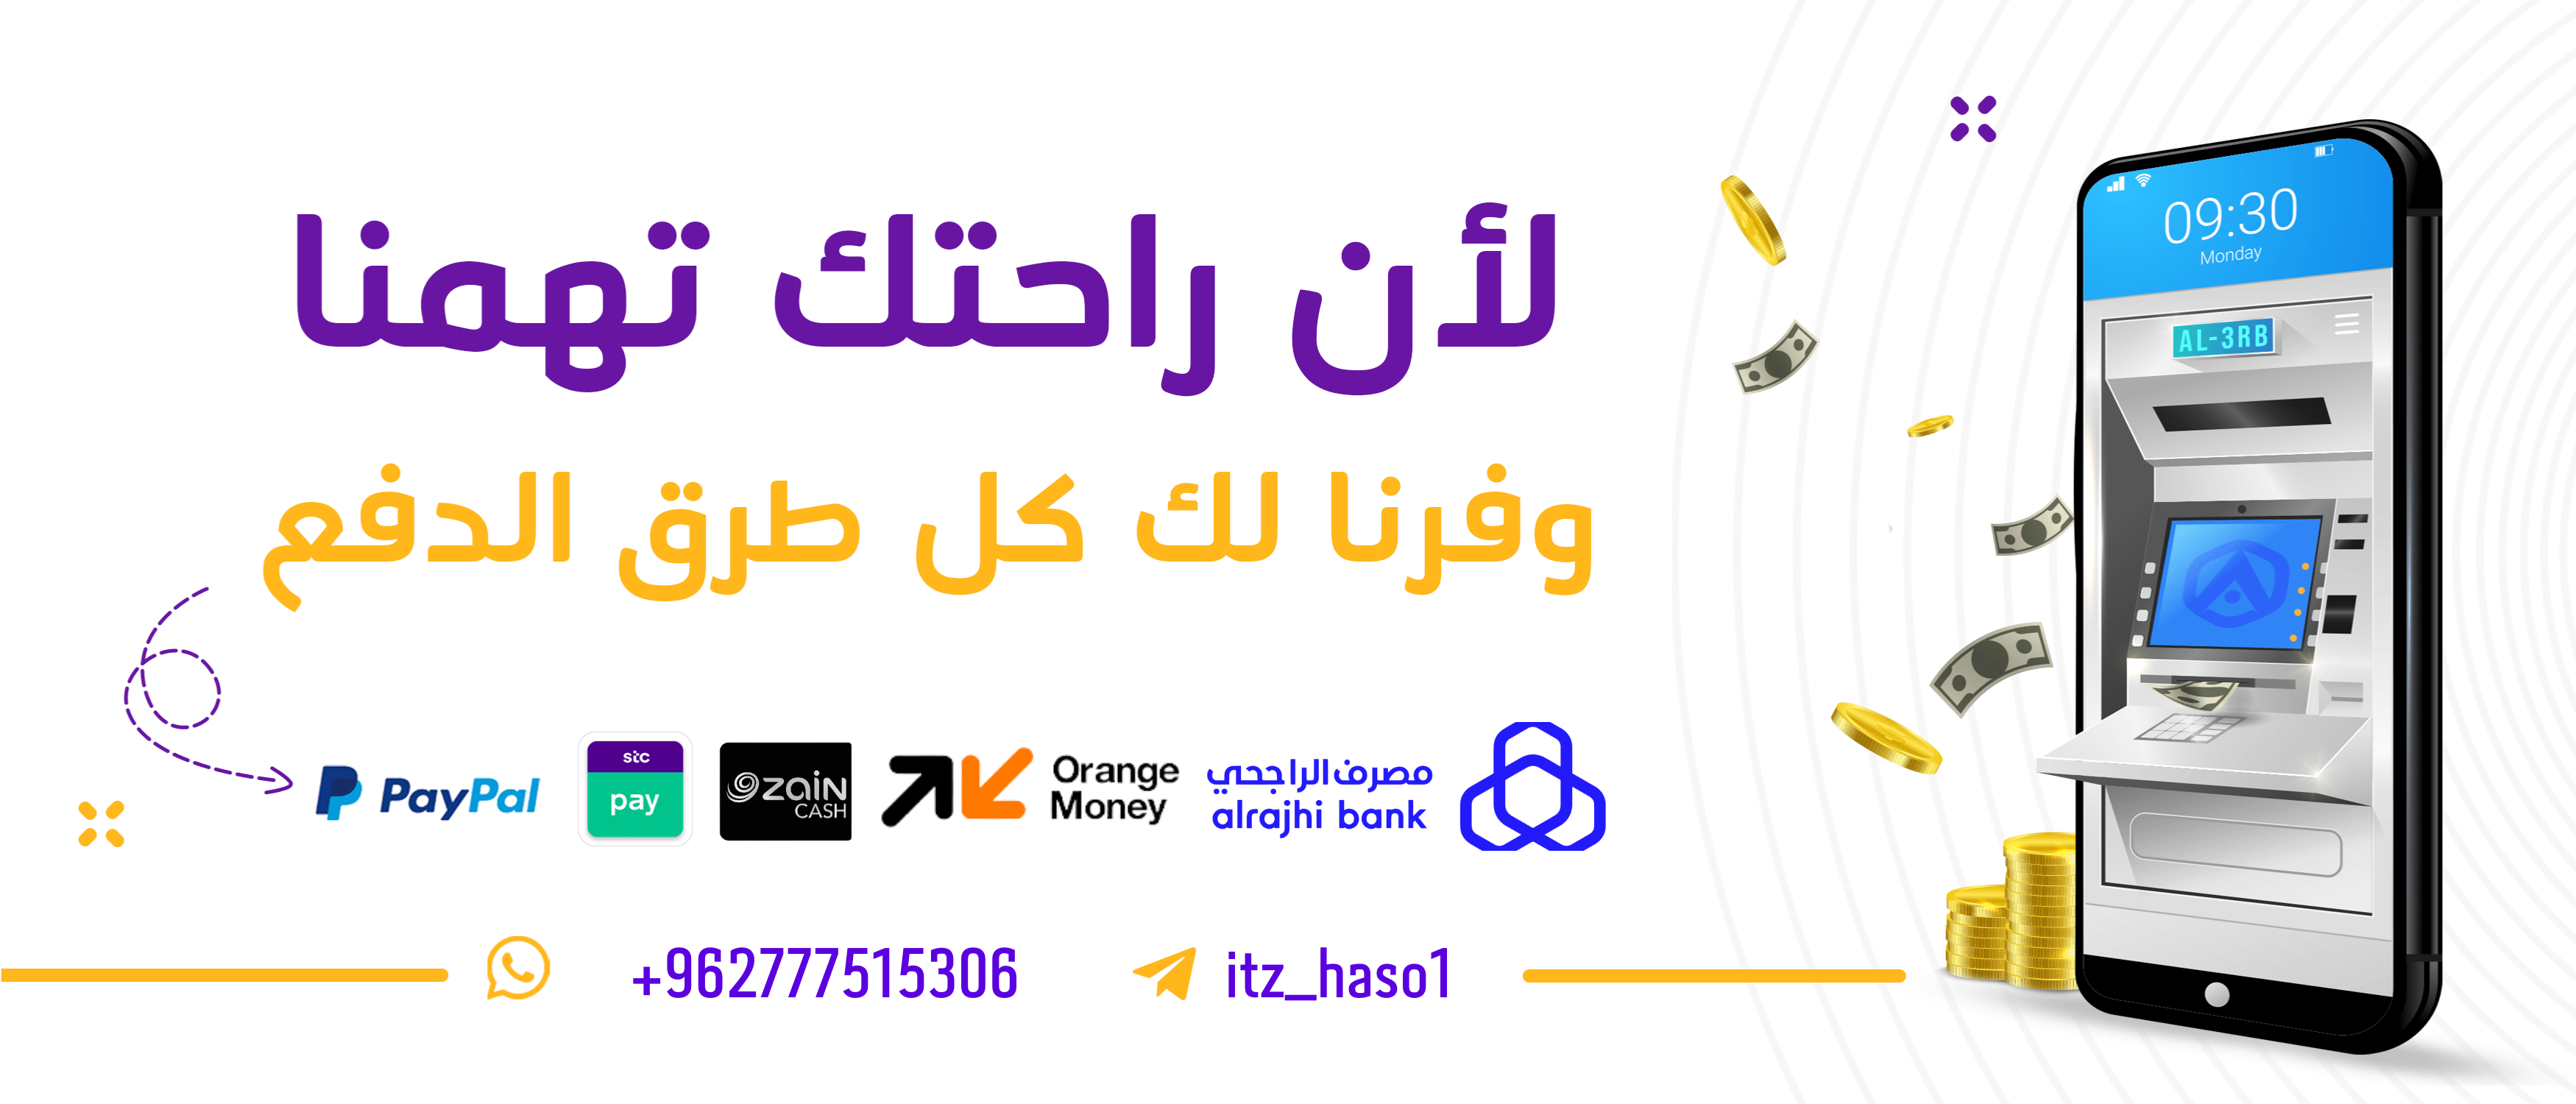 لأن راحتك تهمنا
وفرنا لك كل طرق الدفع
PayPal
stc
pay
zain
CASH
Orange
Money
مصرف الراجحي
alrajhi bank
+962777515306
itz_haso1
09:30
Monday
AL-3RB